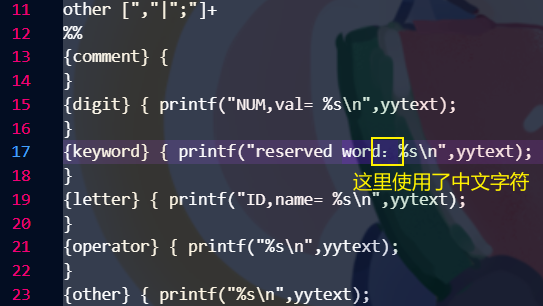 11 other [","|";"]+
12 %%
13 {comment} {
14 }
15 {digit} { printf("NUM,val= %s\n",yytext);
16 }
17 {keyword} { printf("reserved word：%s\n",yytext);
18 }
这里使用了中文字符
19 {letter} { printf("ID,name= %s\n",yytext);
20 }
21 {operator} { printf("%s\n",yytext);
22 }
23 {other} { printf("%s\n",yytext);